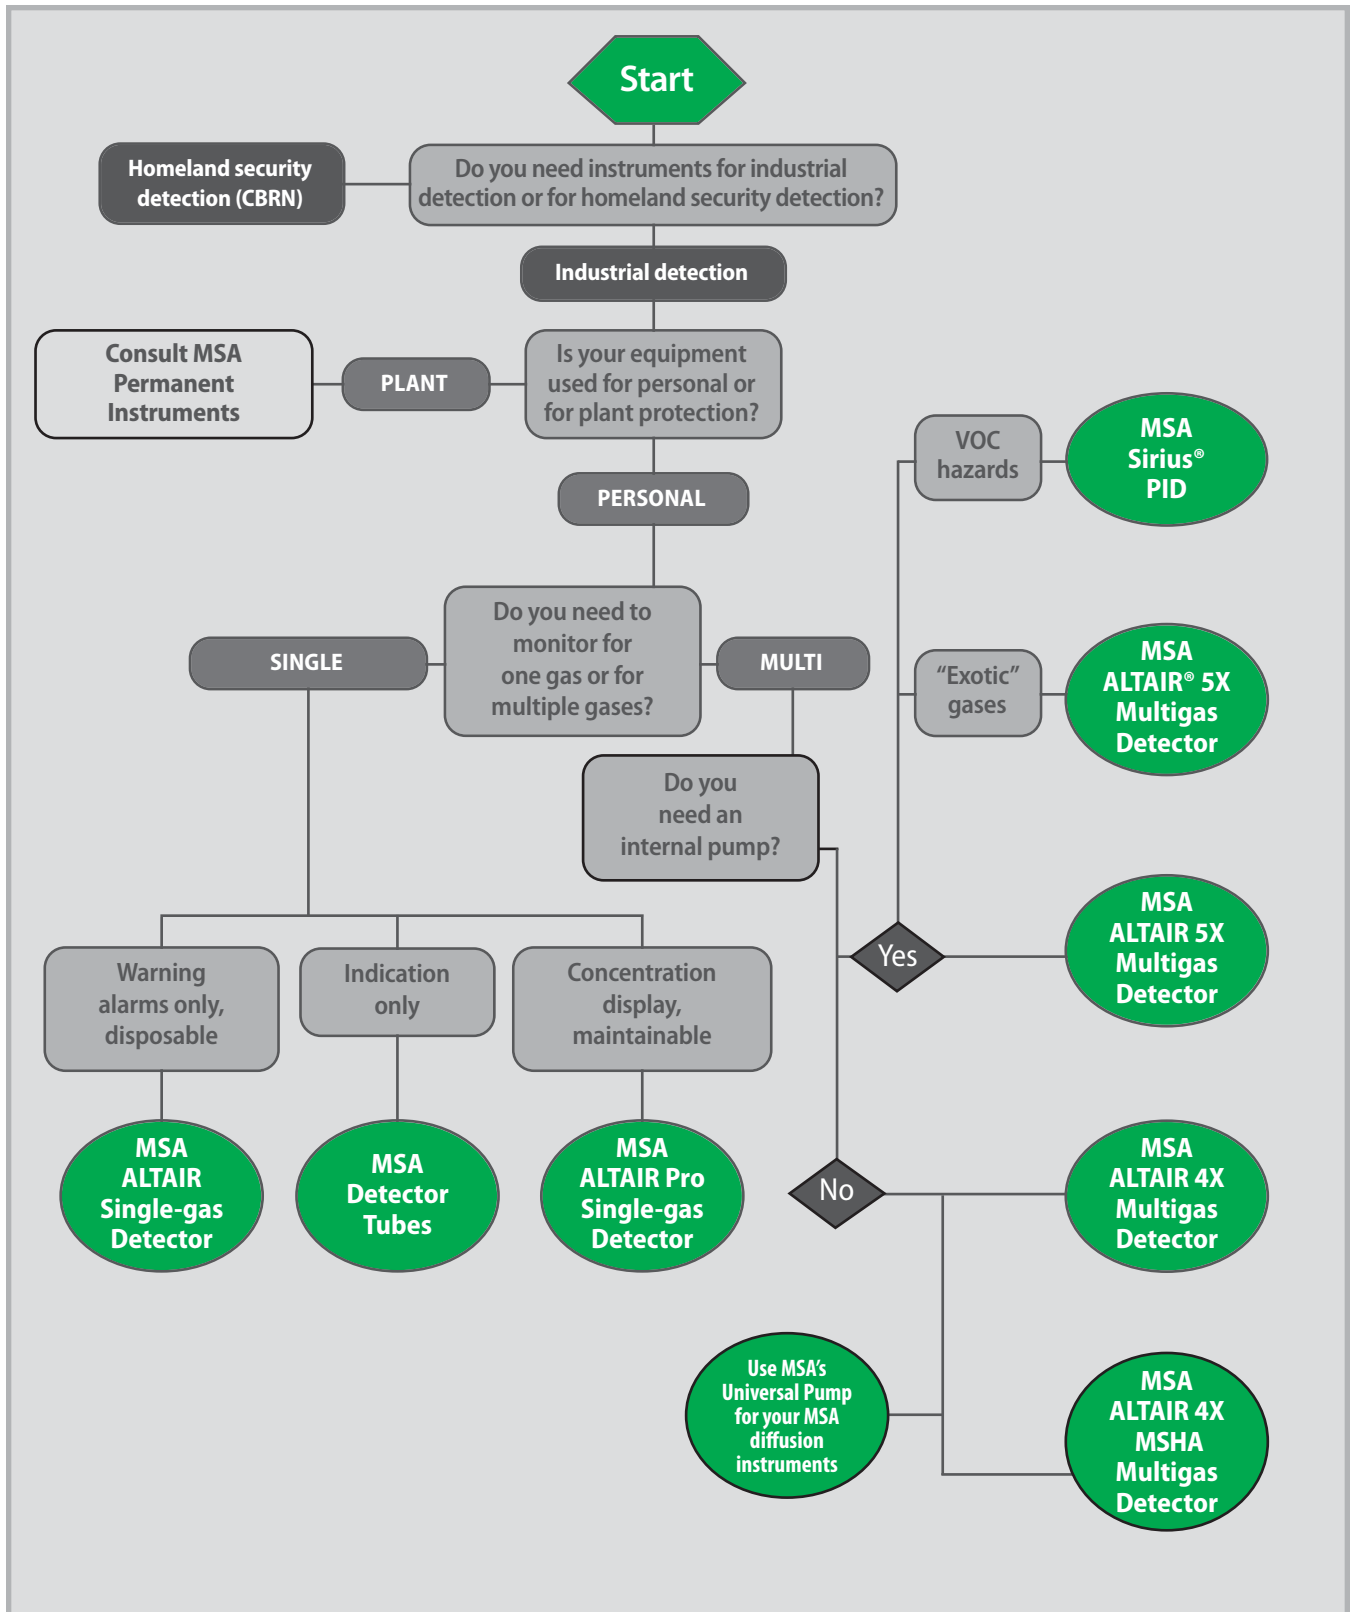 Start
Homeland security
detection (CBRN)
Do you need instruments for industrial
detection or for homeland security detection?
Industrial detection
Consult MSA
Permanent
Instruments
PLANT
Is your equipment
used for personal or
for plant protection?
PERSONAL
VOC
hazards
MSA
Sirius®
PID
SINGLE
Do you need to
monitor for
one gas or for
multiple gases?
MULTI
"Exotic"
gases
MSA
ALTAIR® 5X
Multigas
Detector
Do you
need an
internal pump?
Yes
MSA
ALTAIR 5X
Multigas
Detector
Warning
alarms only,
disposable
Indication
only
Concentration
display,
maintainable
MSA
ALTAIR
Single-gas
Detector
MSA
Detector
Tubes
MSA
ALTAIR Pro
Single-gas
Detector
No
MSA
ALTAIR 4X
Multigas
Detector
Use MSA's
Universal Pump
for your MSA
diffusion
instruments
MSA
ALTAIR 4X
MSHA
Multigas
Detector